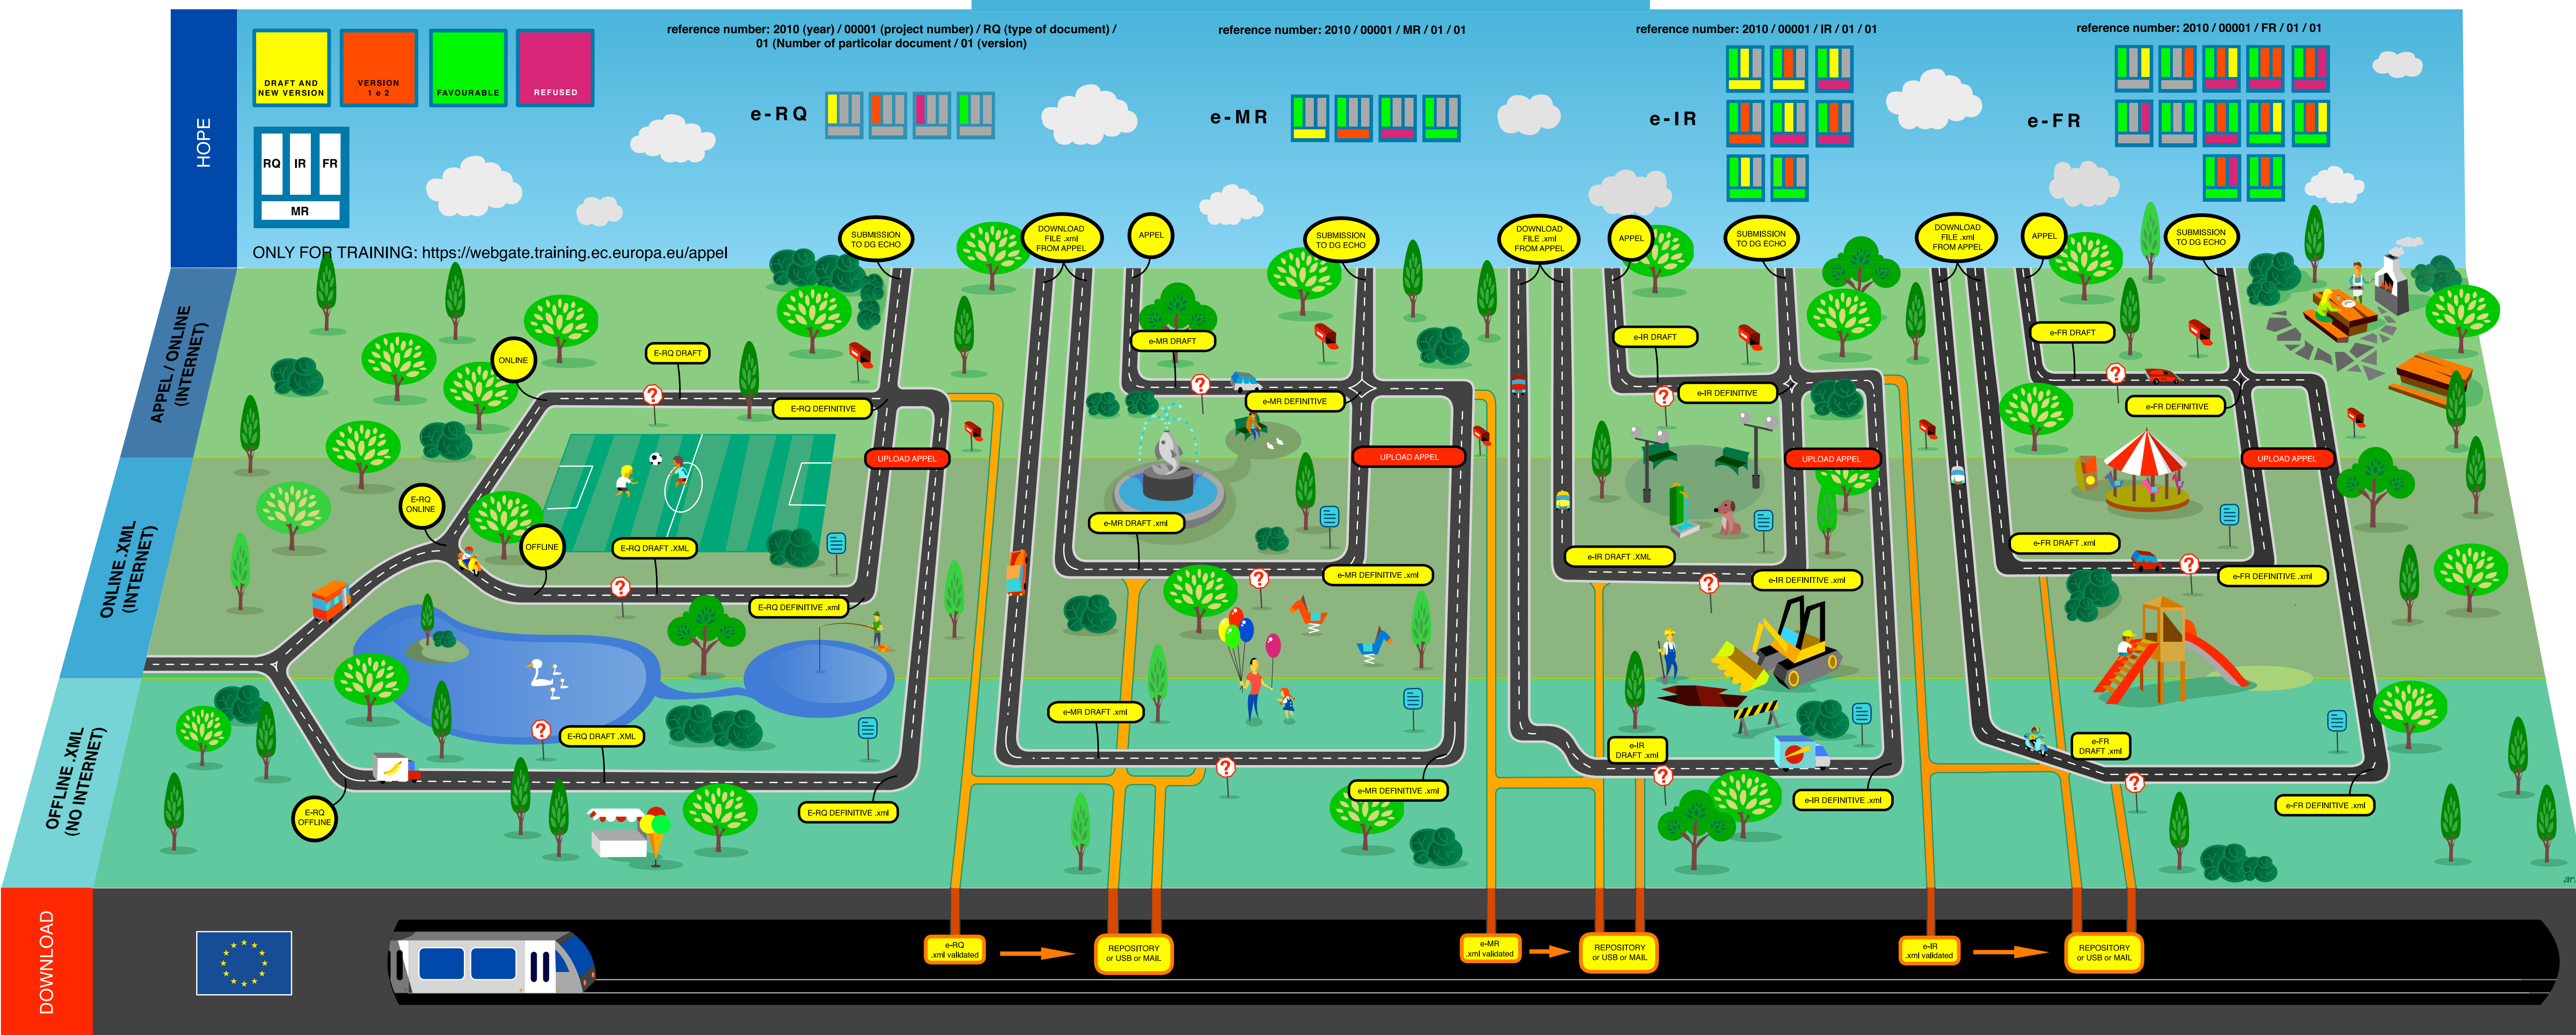 HOPE
DRAFT AND
NEW VERSION
VERSION
1 e 2
FAVOURABLE
REFUSED
RQ
IR
FR
MR
ONLY FOR TRAINING: https://webgate.training.ec.europa.eu/appel
reference number: 2010 (year) / 00001 (project number) / RQ (type of document) /
01 (Number of particolar document / 01 (version)
e-RQ
reference number: 2010 / 00001 / MR / 01 / 01
e-MR
reference number: 2010 / 00001 / IR / 01 / 01
e-IR
reference number: 2010 / 00001 / FR / 01 / 01
e-FR
SUBMISSION
TO DG ECHO
DOWNLOAD
FILE .xml
FROM APPEL
APPEL
SUBMISSION
TO DG ECHO
DOWNLOAD
FILE .xml
FROM APPEL
APPEL
SUBMISSION
TO DG ECHO
DOWNLOAD
FILE .xml
FROM APPEL
APPEL
SUBMISSION
TO DG ECHO
APPEL / ONLINE
(INTERNET)
ONLINE
E-RQ DRAFT
?
E-RQ DEFINITIVE
UPLOAD APPEL
e-MR DRAFT
?
e-MR DEFINITIVE
UPLOAD APPEL
e-IR DRAFT
?
e-IR DEFINITIVE
UPLOAD APPEL
e-FR DRAFT
?
e-FR DEFINITIVE
UPLOAD APPEL
ONLINE .XML
(INTERNET)
E-RQ
ONLINE
OFFLINE
E-RQ DRAFT .XML
?
E-RQ DEFINITIVE .xml
e-MR DRAFT .xml
?
e-MR DEFINITIVE .xml
e-IR DRAFT .XML
?
e-IR DEFINITIVE .xml
e-FR DRAFT .xml
?
e-FR DEFINITIVE .xml
OFFLINE .XML
(NO INTERNET)
E-RQ
OFFLINE
?
E-RQ DRAFT .XML
E-RQ DEFINITIVE .xml
e-MR DRAFT .xml
?
e-MR DEFINITIVE .xml
e-IR
DRAFT .xml
?
e-IR DEFINITIVE .xml
e-FR
DRAFT .xml
?
e-FR DEFINITIVE .xml
ar.
DOWNLOAD
e-RQ
.xml validated
REPOSITORY
or USB or MAIL
e-MR
.xml validated
REPOSITORY
or USB or MAIL
e-IR
.xml validated
REPOSITORY
or USB or MAIL